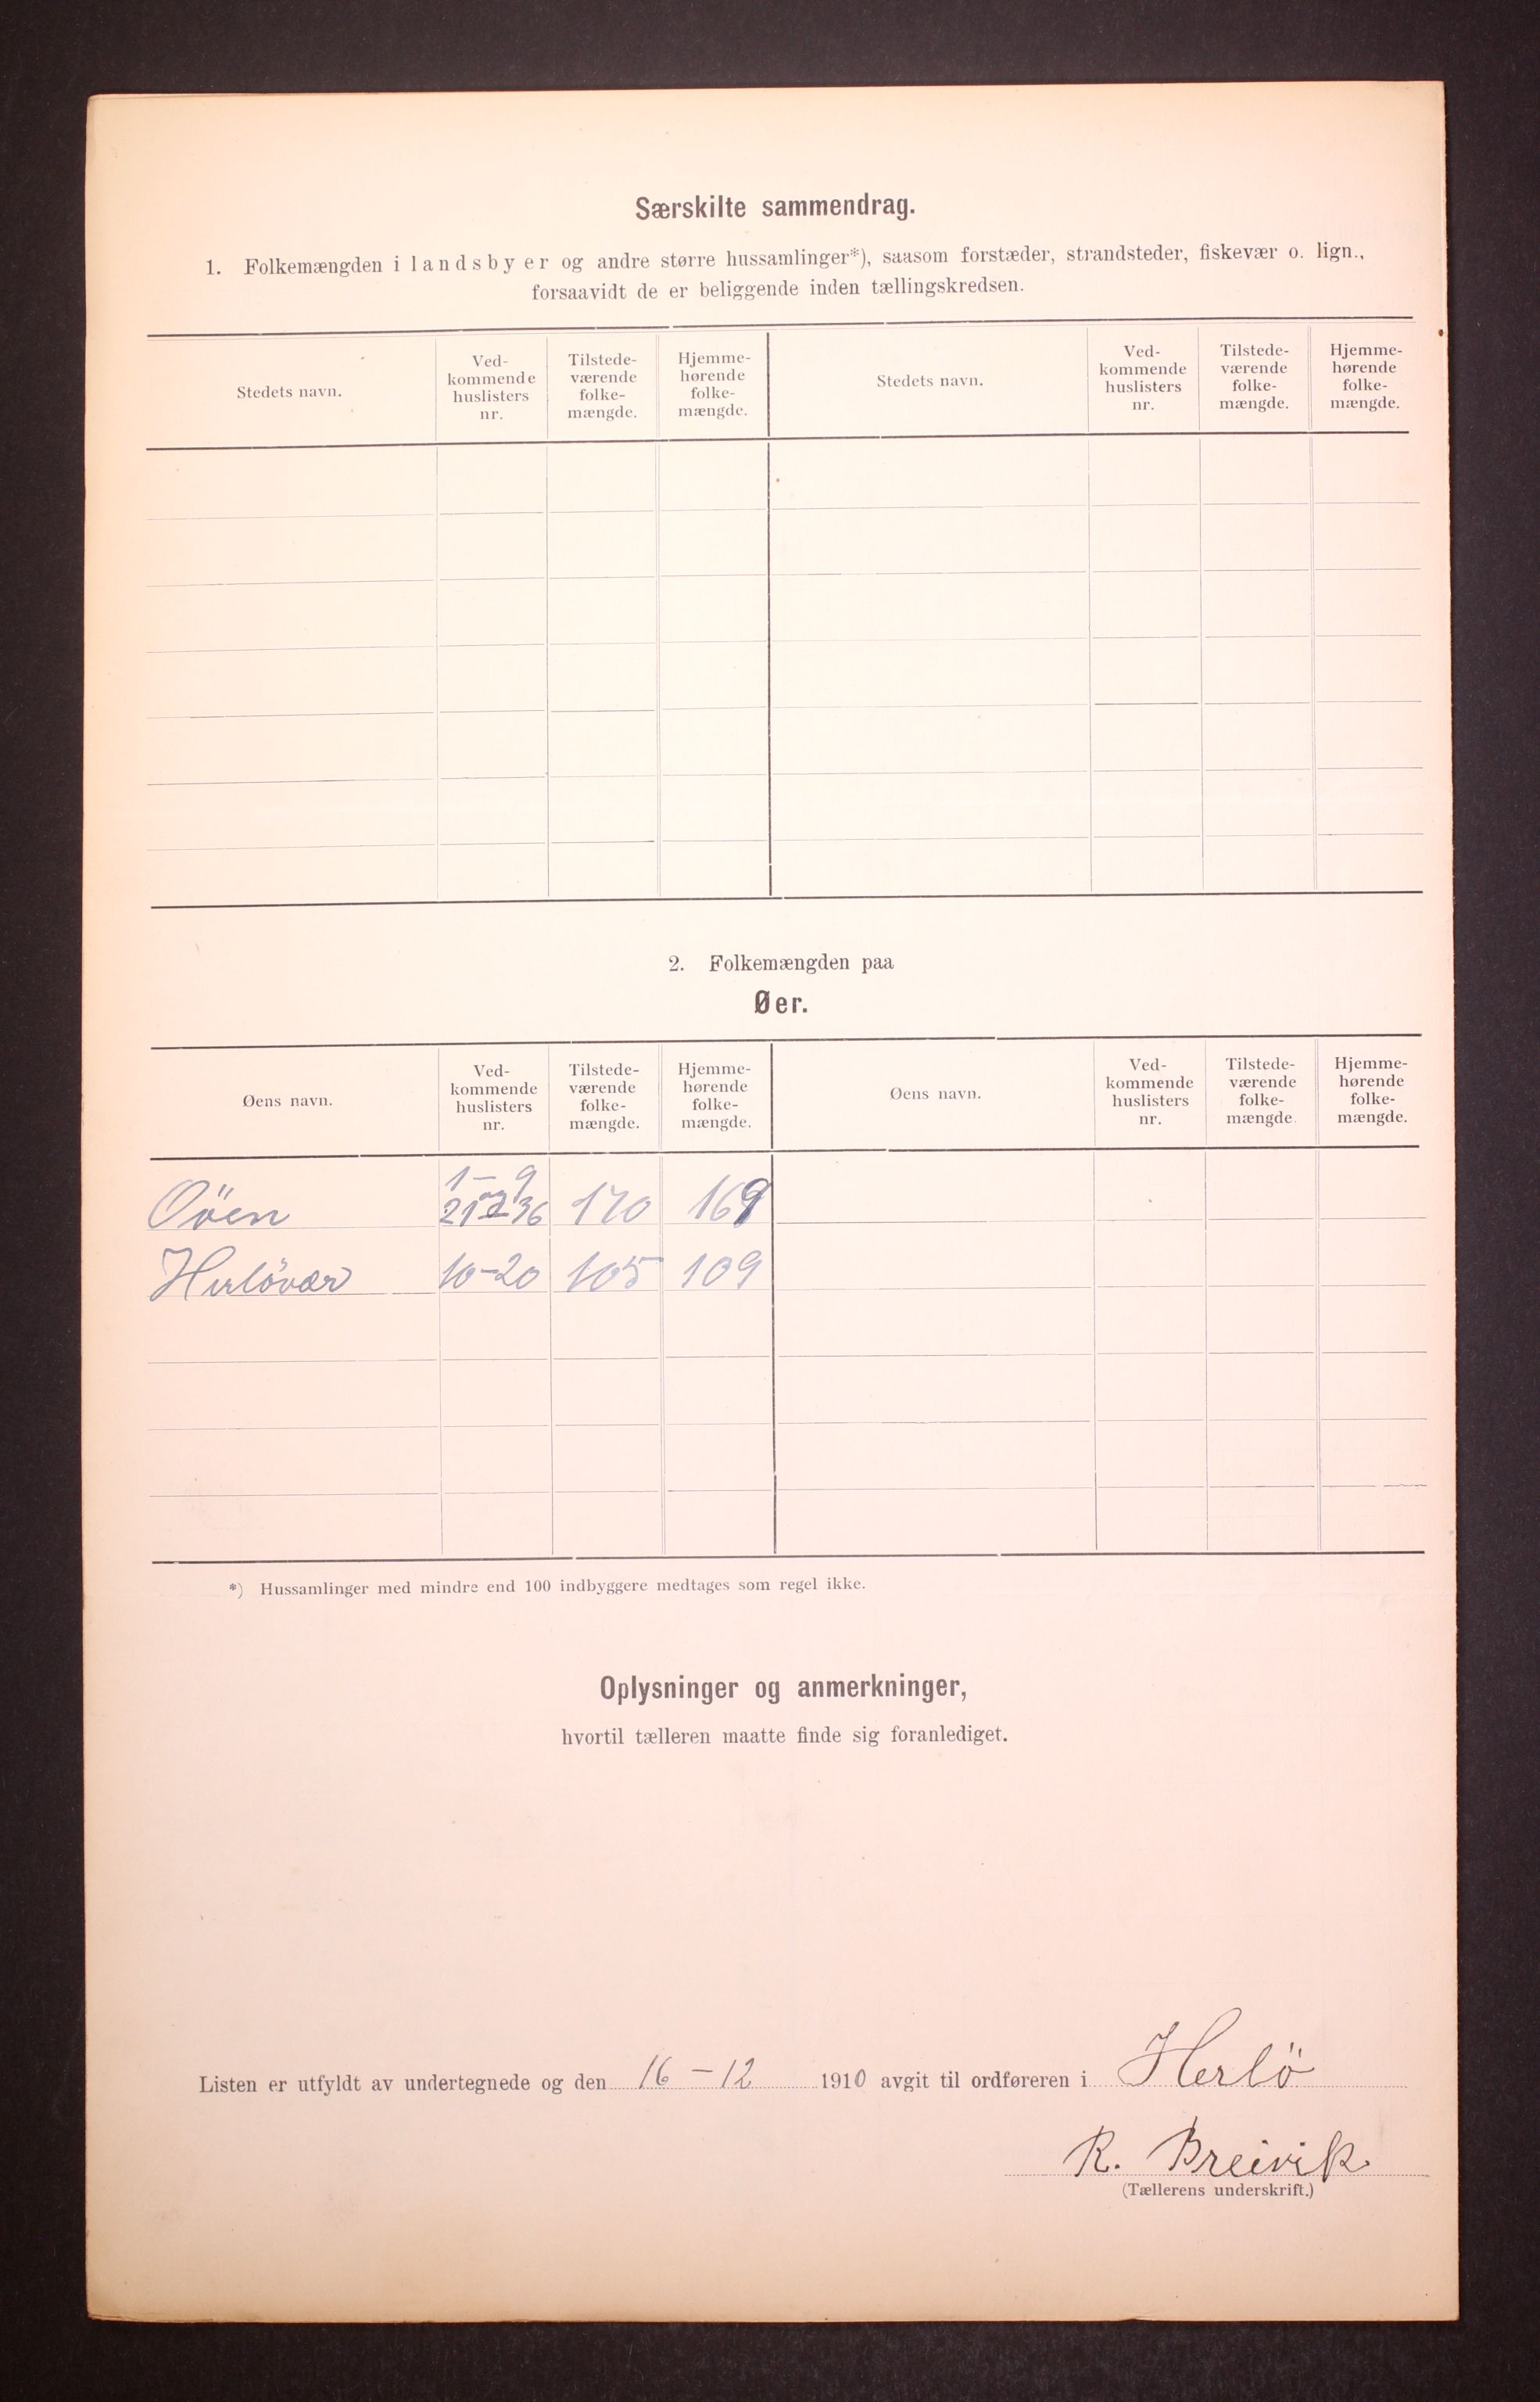 Særskilte sammendrag.
1. Folkemængden i landsbyer og andre større hussamlinger*), saasom forstæder, strandsteder, fiskevær o. lign.,
forsaavidt de er beliggende inden tællingskredsen.
Stedets navn.
Ved-
kommende
huslisters
nr.
Tilstede-
værende
folke-
mængde.
Hjemme-
hørende
folke-
mængde.
Stedets navn.
Ved-
kommende
huslisters
nr.
Tilstede-
værende
folke-
mængde.
Hjemme-
hørende
folke-
mængde.
2. Folkemængden paa
Øer.
Øens navn.
Ved-
kommende
huslisters
nr.
Tilstede-
værende
folke-
mængde.
Hjemme-
hørende
folke-
mængde.
Øens navn.
Ved-
kommende
huslisters
nr.
Tilstede-
værende
folke-
mængde.
Hjemme-
hørende
folke-
mængde.
1-9
og
Oöen 21-36 170 169
Herlövær 10-20 105 109
*) Hussamlinger med mindre end 100 indbyggere medtages som regel ikke.
Oplysninger og anmerkninger,
hvortil tælleren maatte finde sig foranlediget.
Listen er utfyldt av undertegnede og den 16-12 1910 avgit til ordføreren i Herlö
R. Breivik
(Tællerens underskrift.)